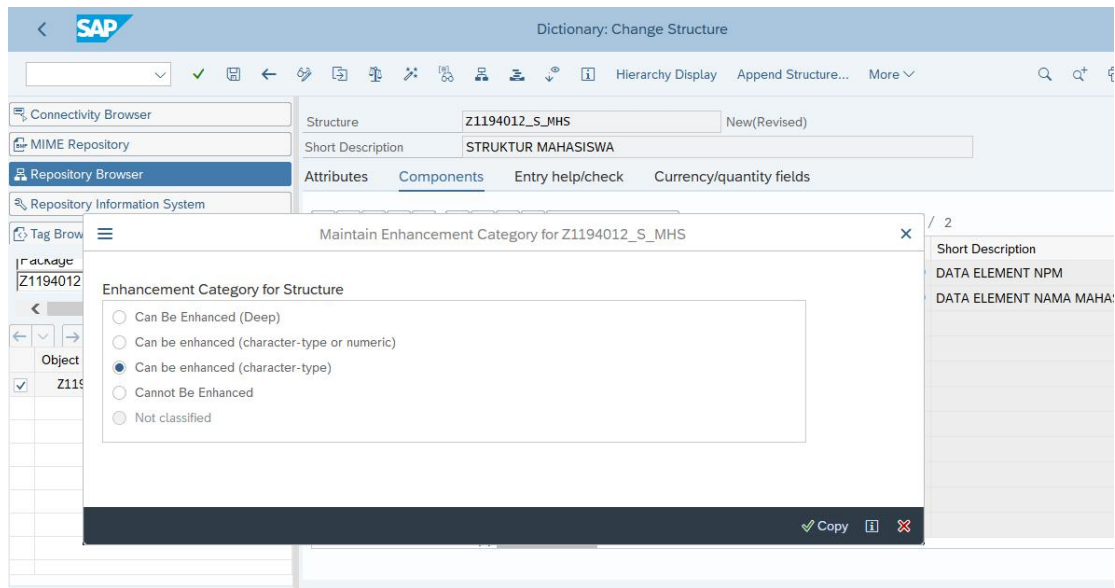 SAP
Dictionary: Change Structure
Hierarchy Display Append Structure... More
Connectivity Browser
MIME Repository
Repository Browser
Repository Information System
Tag Brow
Package
Z1194012
Object
Z119
Structure Z1194012_S_MHS New(Revised)
Short Description STRUKTUR MAHASISWA
Attributes Components Entry help/check Currency/quantity fields
/ 2
Short Description
DATA ELEMENT NPM
DATA ELEMENT NAMA MAHAS
Maintain Enhancement Category for Z1194012_S_MHS
Enhancement Category for Structure
Can Be Enhanced (Deep)
Can be enhanced (character-type or numeric)
Can be enhanced (character-type)
Cannot Be Enhanced
Not classified
Copy